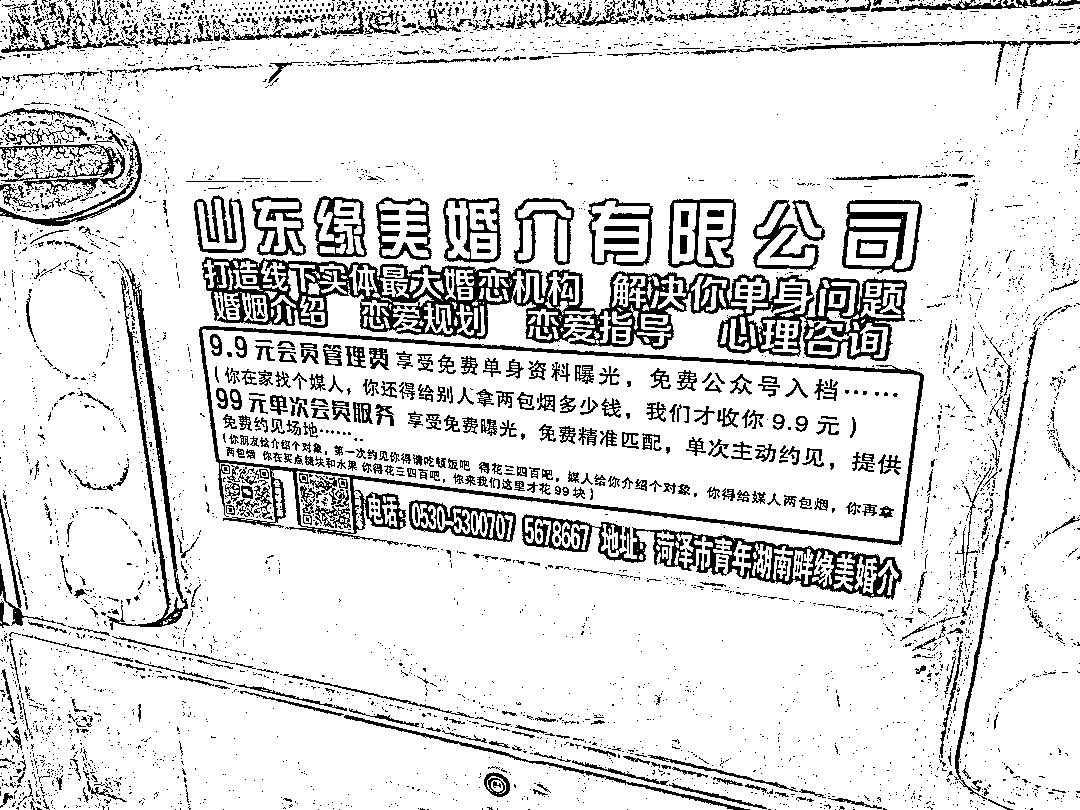 山东缘美婚介有限公司
打造线下实体最大婚恋机构 解决你单身问题
婚姻介绍 恋爱规划 恋爱指导 心理咨询
9.9元会员管理费 享受免费单身资料曝光，免费公众号入档……
（你在家找个媒人，你还得给别人拿两包烟多少钱，我们才收你9.9元）
99元单次会员服务 享受免费曝光，免费精准匹配，单次主动约见，提供
免费约见场地……..
（你朋友给介绍个对象，第一次约见你得请吃顿饭吧 得花三四百吧，媒人给你介绍个对象，你得给媒人两包烟，你再拿
两包烟 你在买点糖块和水果 你得花三四百吧，你来我们这里才花99块）
电话：0530-5300707 5678667 地址：菏泽市青年湖南畔缘美婚介